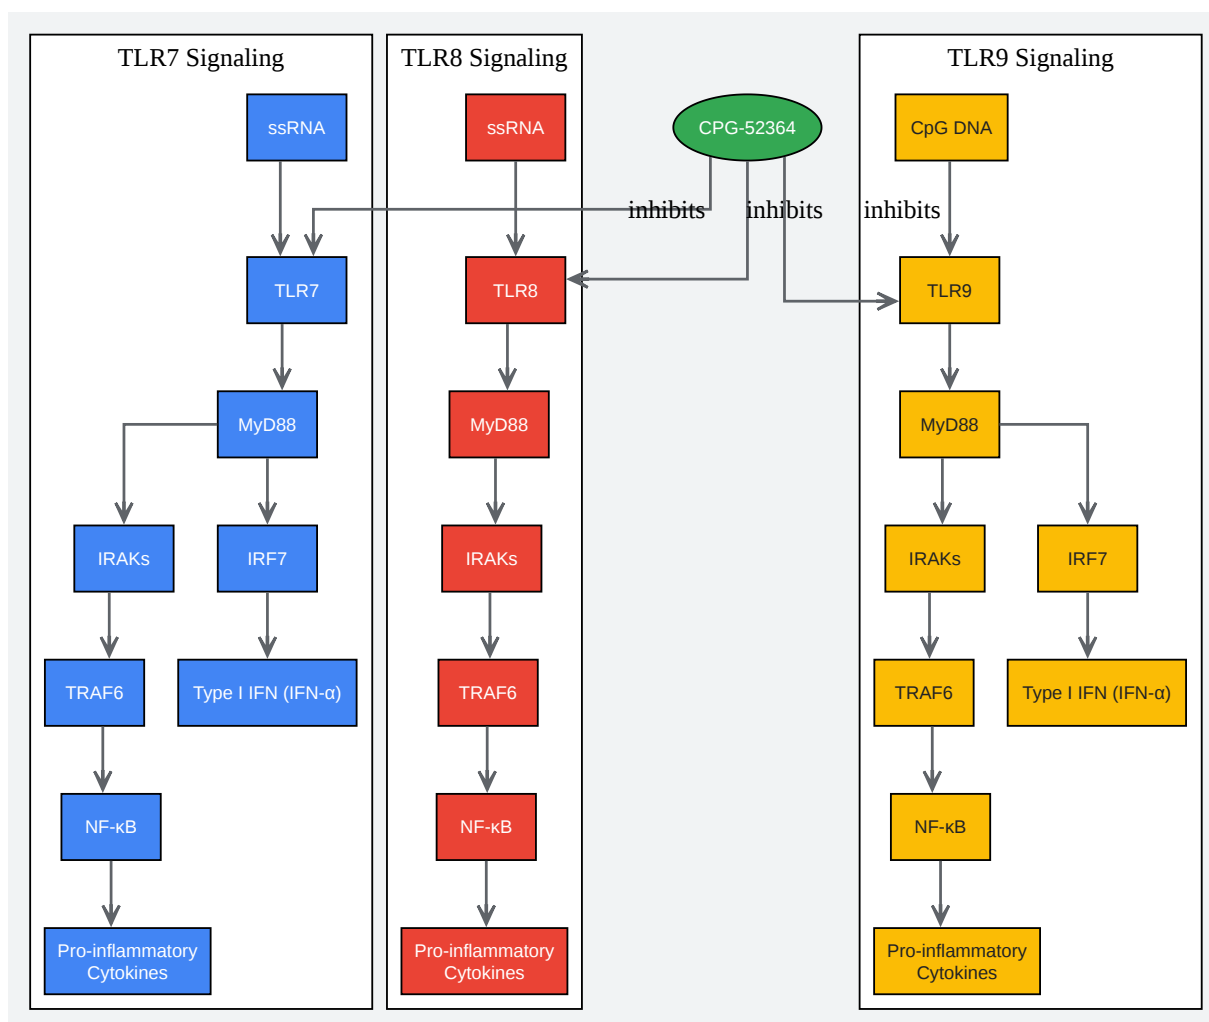 TLR7 Signaling
TLR8 Signaling
TLR9 Signaling
ssRNA
ssRNA
CPG-52364
CpG DNA
inhibits
inhibits
inhibits
TLR7
TLR8
TLR9
MyD88
MyD88
MyD88
IRAKs
IRF7
IRAKs
IRAKs
IRF7
TRAF6
Type I IFN (IFN-α)
TRAF6
TRAF6
Type I IFN (IFN-α)
NF-κB
NF-κB
NF-κB
Pro-inflammatory
Cytokines
Pro-inflammatory
Cytokines
Pro-inflammatory
Cytokines